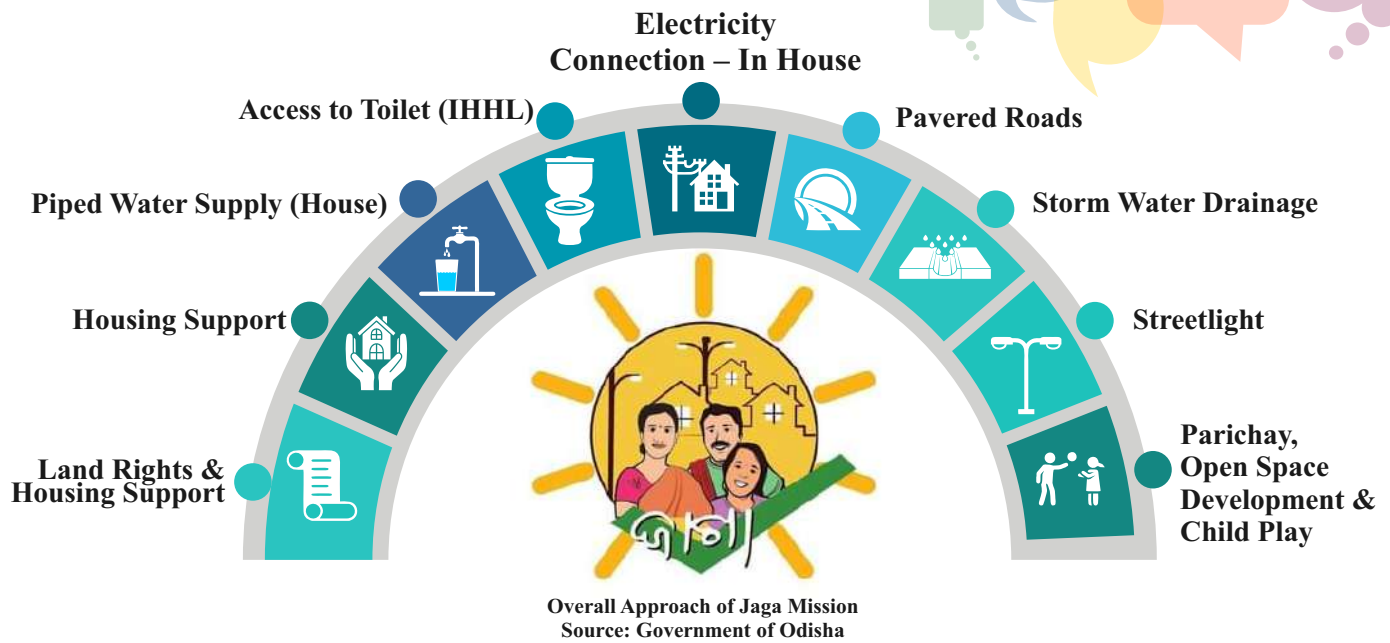 Electricity
Connection – In House
Access to Toilet (IHHL)
Pavered Roads
Piped Water Supply (House)
Storm Water Drainage
Housing Support
Streetlight
Land Rights &
Housing Support
Parichay,
Open Space
Development &
Child Play
ଜାଗା
Overall Approach of Jaga Mission
Source: Government of Odisha